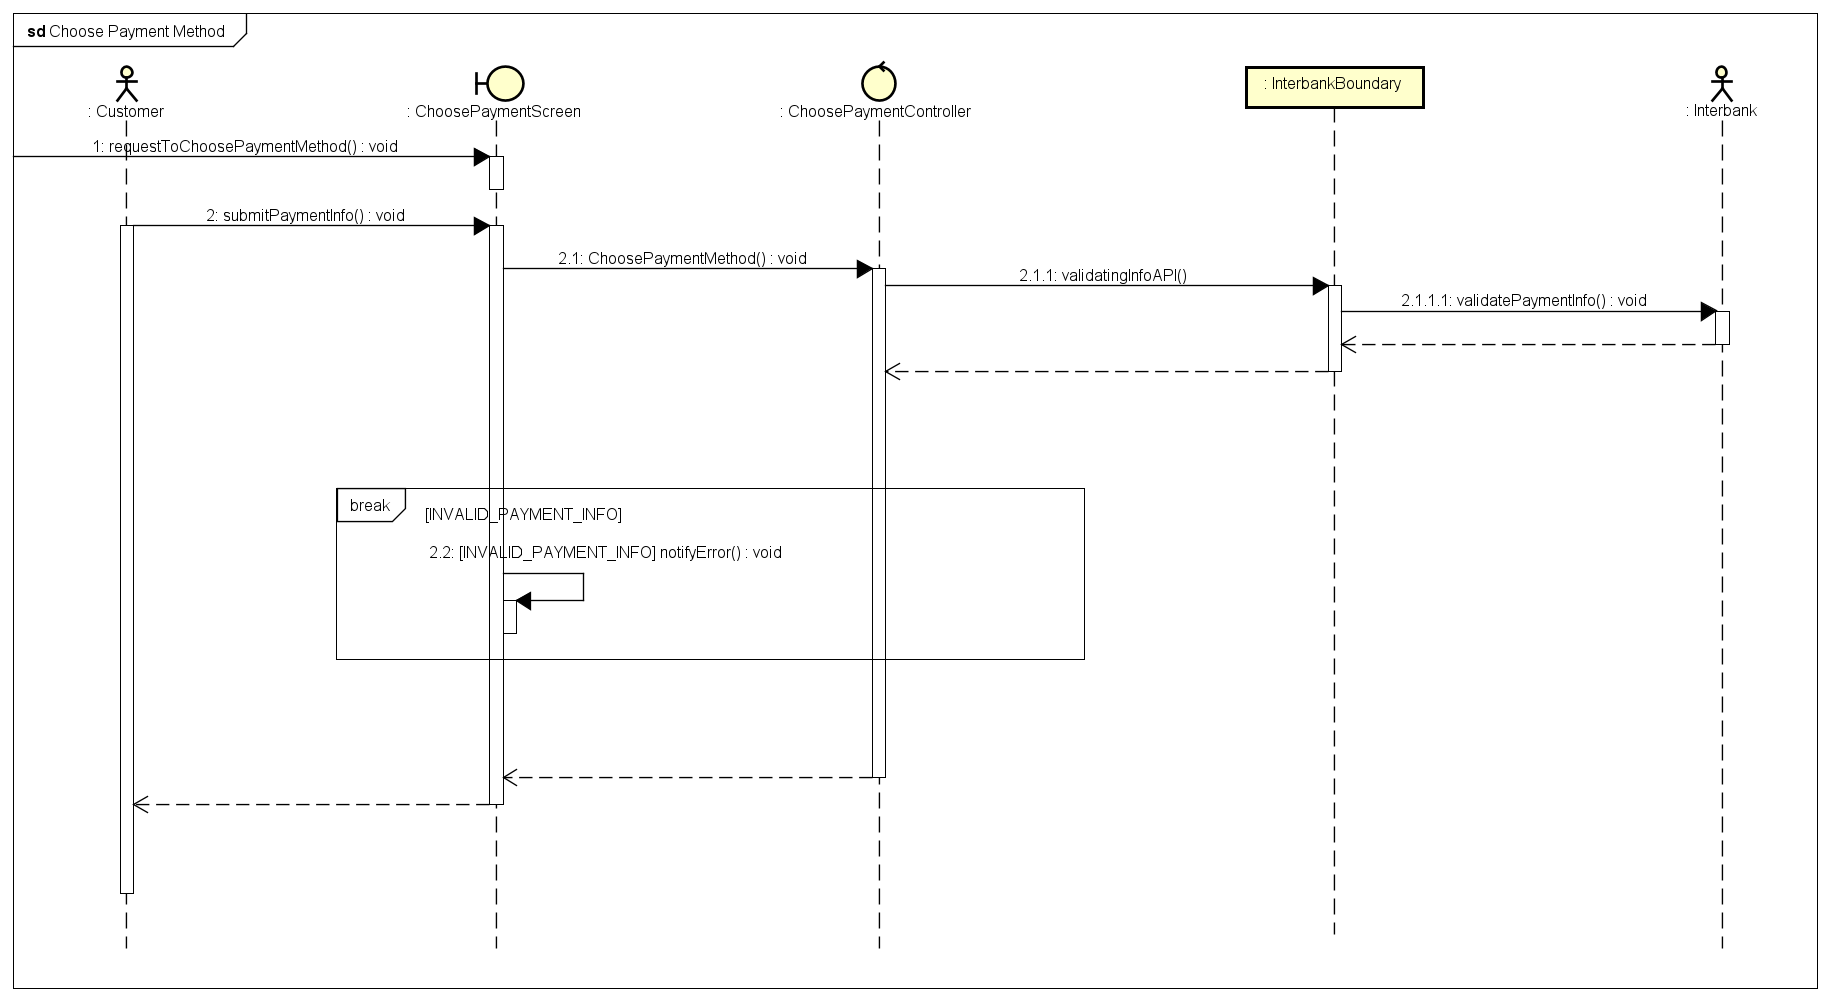 sd Choose Payment Method
: Customer
: ChoosePaymentScreen
: ChoosePaymentController
: InterbankBoundary
: Interbank
1: requestToChoosePaymentMethod() : void
2: submitPaymentInfo() : void
2.1: ChoosePaymentMethod() : void
2.1.1: validatingInfoAPI()
2.1.1.1: validatePaymentInfo() : void
break
[INVALID_PAYMENT_INFO]
2.2: [INVALID_PAYMENT_INFO] notifyError() : void